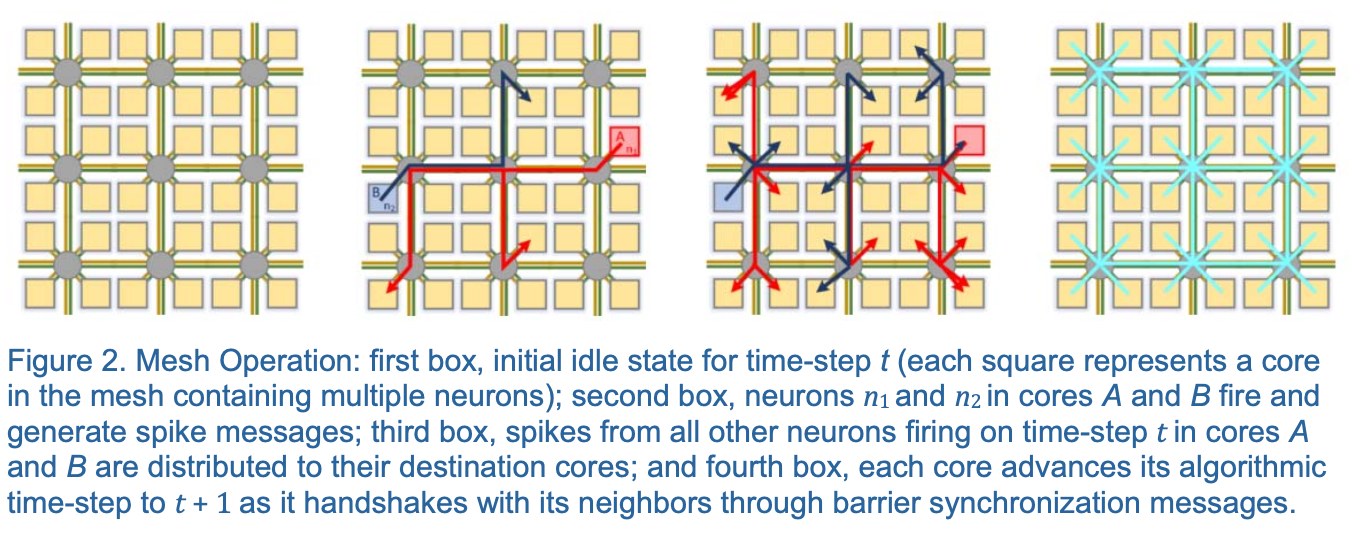 A
n₁
B
n₂
Figure 2. Mesh Operation: first box, initial idle state for time-step t (each square represents a core
in the mesh containing multiple neurons); second box, neurons n₁ and n₂ in cores A and B fire and
generate spike messages; third box, spikes from all other neurons firing on time-step t in cores A
and B are distributed to their destination cores; and fourth box, each core advances its algorithmic
time-step to t + 1 as it handshakes with its neighbors through barrier synchronization messages.